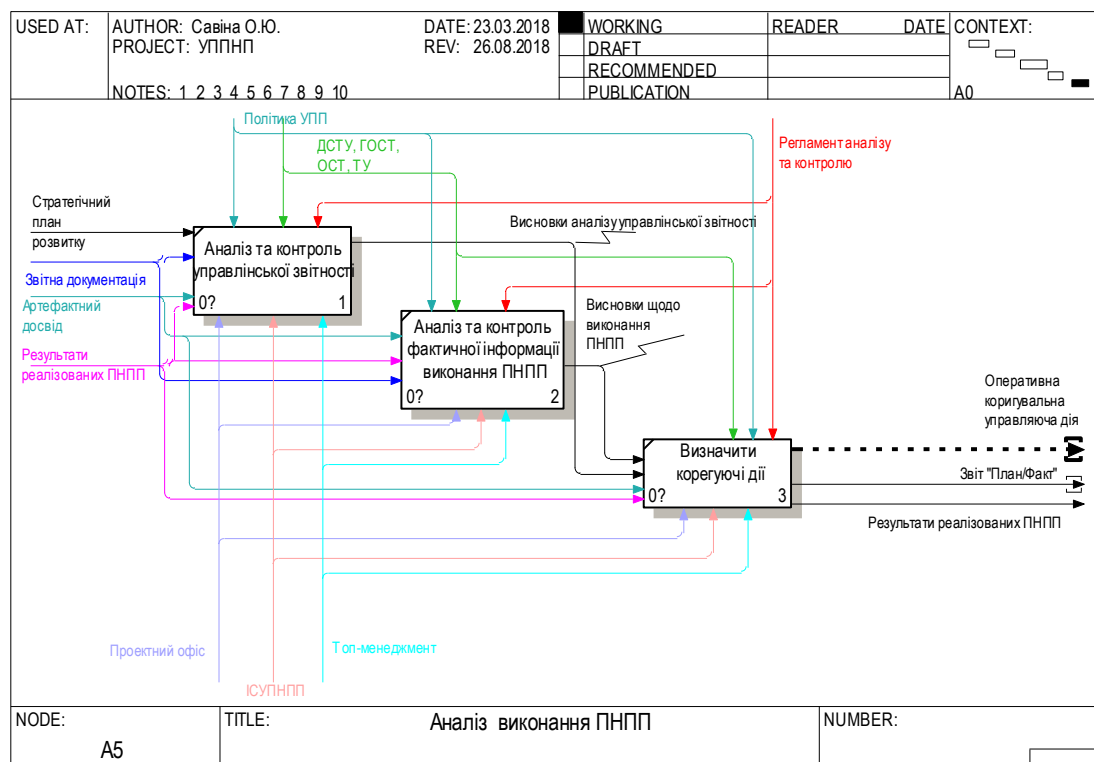 USED AT:
AUTHOR: Савіна О.Ю.
DATE: 23.03.2018
PROJECT: УППНП
REV: 26.08.2018
NOTES: 1 2 3 4 5 6 7 8 9 10
WORKING
DRAFT
RECOMMENDED
PUBLICATION
READER DATE
CONTEXT:
A0
Політика УПП
ДСТУ, ГОСТ,
ОСТ, ТУ
Регламент аналізу
та контролю
Стратегічний
план
розвитку
Звітна документація
Артефактний
досвід
Результати
реалізованих ПНПП
Аналіз та контроль
управлінської звітності
0? 1
Висновки аналізу управлінської звітності
Аналіз та контроль
фактичної інформації
виконання ПНПП
0? 2
Висновки щодо
виконання
ПНПП
Визначити
корегуючі дії
0? 3
Оперативна
коригувальна
управляюча дія
Звіт "План/Факт"
Результати реалізованих ПНПП
Проектний офіс
Топ-менеджмент
ІСУПНПП
NODE:
A5
TITLE:
Аналіз виконання ПНПП
NUMBER: